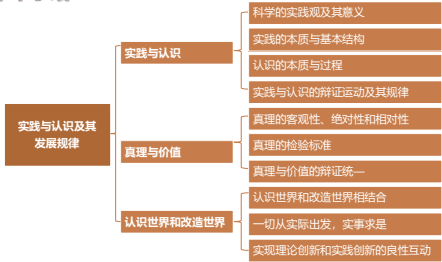 科学的实践观及其意义
实践的本质与基本结构
实践与认识
认识的本质与过程
实践与认识的辩证运动及其规律
实践与认识及其
发展规律
真理的客观性、绝对性和相对性
真理与价值
真理的检验标准
真理与价值的辩证统一
认识世界和改造世界相结合
认识世界和改造世界
一切从实际出发，实事求是
实现理论创新和实践创新的良性互动